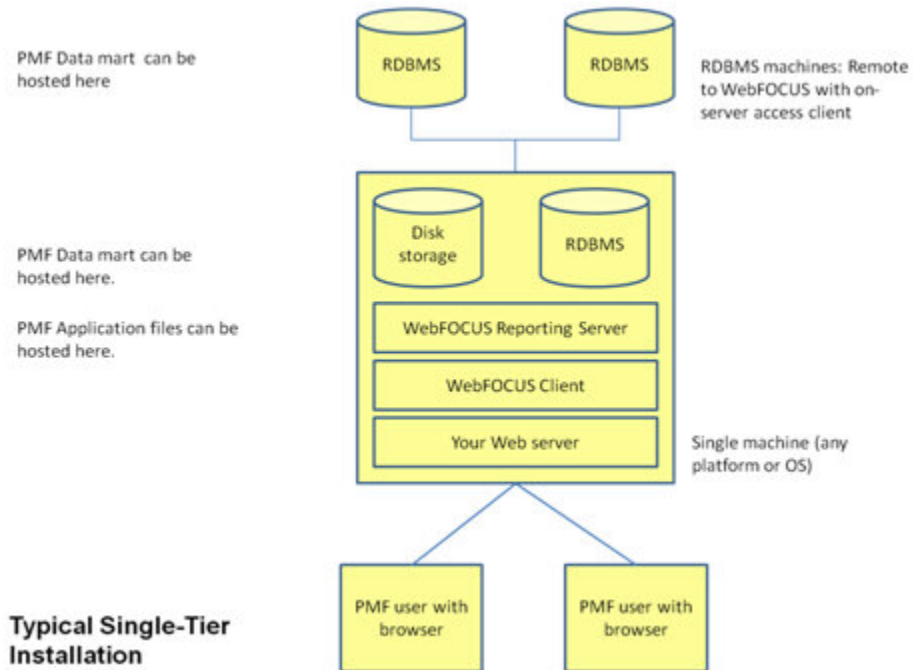 PMF Data mart can be
hosted here
RDBMS
RDBMS
RDBMS machines: Remote
to WebFOCUS with on-
server access client
Disk
storage
RDBMS
PMF Data mart can be
hosted here.
PMF Application files can be
hosted here.
WebFOCUS Reporting Server
WebFOCUS Client
Your Web server
Single machine (any
platform or OS)
PMF user with
browser
PMF user with
browser
Typical Single-Tier
Installation